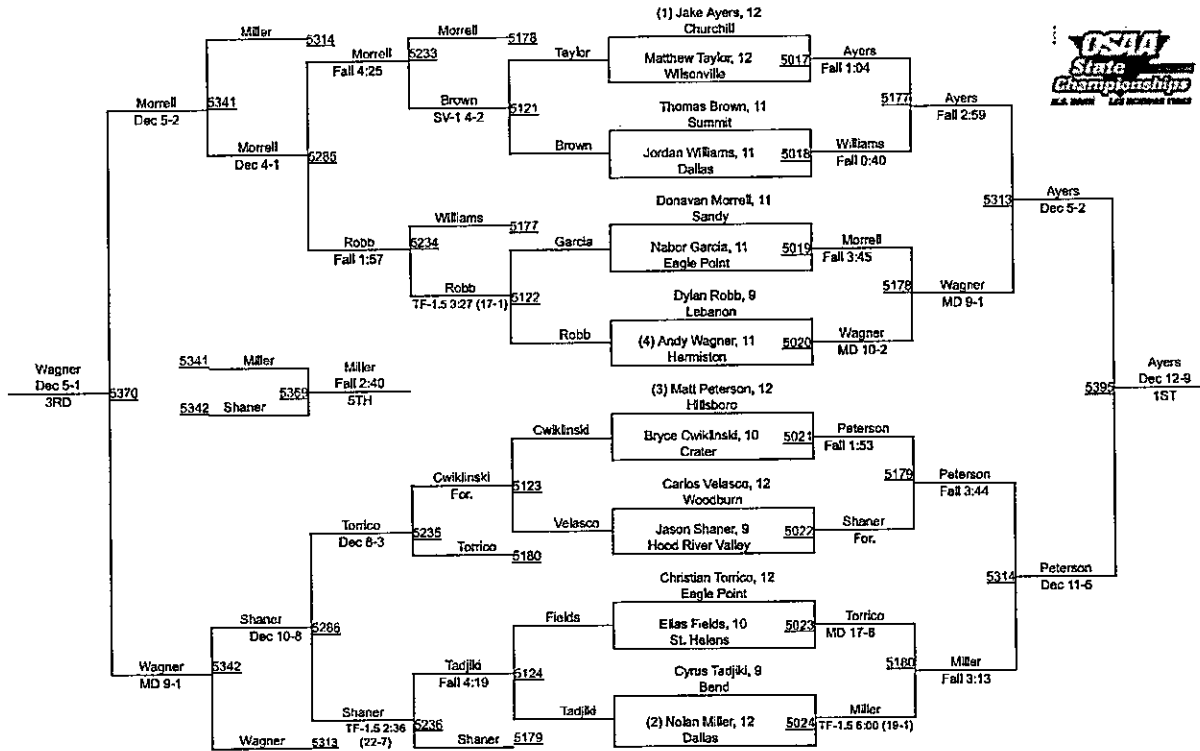 OSAA
State
Championships
(1) Jake Ayers, 12
Churchill
Matthew Taylor, 12
Wilsonville
5017
Thomas Brown, 11
Summit
Jordan Williams, 11
Dallas
5018
Donavan Morrell, 11
Sandy
Nabor Garcia, 11
Eagle Point
5019
Dylan Robb, 9
Lebanon
(4) Andy Wagner, 11
Hermiston
5020
(3) Matt Peterson, 12
Hillsboro
Bryce Cwiklinski, 10
Crater
5021
Carlos Velasco, 12
Woodburn
Jason Shaner, 9
Hood River Valley
5022
Christian Torrico, 12
Eagle Point
Elias Fields, 10
St. Helens
5023
Cyrus Tadjiki, 9
Bend
(2) Nolan Miller, 12
Dallas
5024
Ayers
Fall 1:04
5177
Williams
Fall 0:40
Morrell
Fall 3:45
5178
Wagner
MD 10-2
Peterson
Fall 1:53
5179
Shaner
For.
Torrico
MD 17-6
5180
Miller
TF-1.5 6:00 (19-1)
Ayers
Fall 2:59
5313
Wagner
MD 9-1
Peterson
Fall 3:44
5314
Miller
Fall 3:13
Ayers
Dec 5-2
5395
Peterson
Dec 11-5
Ayers
Dec 12-9
1ST
Taylor
5121
Brown
Garcia
5122
Robb
Cwiklinski
5123
Velasco
Fields
5124
Tadjiki
Morrell
5178
5233
Brown
SV-1 4-2
Williams
5177
5234
Robb
TF-1.5 3:27 (17-1)
Cwiklinski
For.
5235
Torrico
5180
Tadjiki
Fall 4:19
5236
Shaner
5179
Morrell
Fall 4:25
5285
Robb
Fall 1:57
Torrico
Dec 8-3
5286
Shaner
TF-1.5 2:36
(22-7)
Miller
5314
5341
Morrell
Dec 4-1
Shaner
Dec 10-8
5342
Wagner
5313
Morrell
Dec 5-2
5370
Wagner
MD 9-1
Wagner
Dec 5-1
3RD
5341
Miller
5342
Shaner
5369
Miller
Fall 2:40
5TH